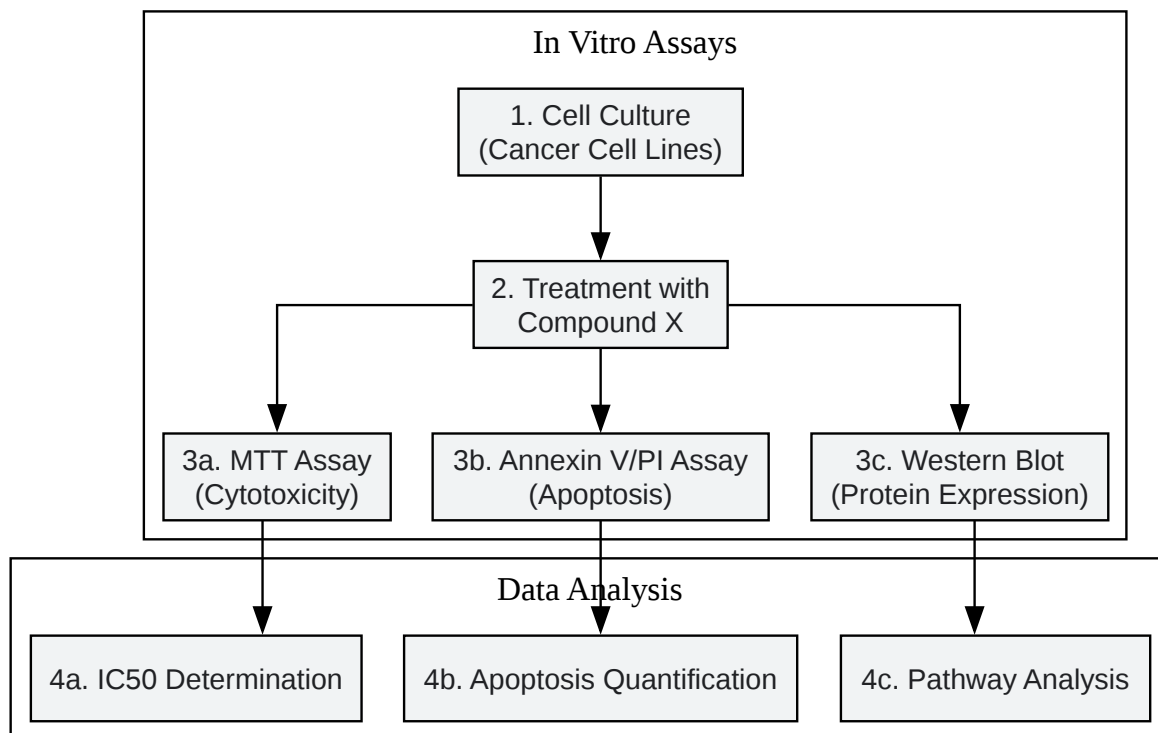 In Vitro Assays
1. Cell Culture
(Cancer Cell Lines)
2. Treatment with
Compound X
3a. MTT Assay
(Cytotoxicity)
3b. Annexin V/PI Assay
(Apoptosis)
3c. Western Blot
(Protein Expression)
Data Analysis
4a. IC50 Determination
4b. Apoptosis Quantification
4c. Pathway Analysis